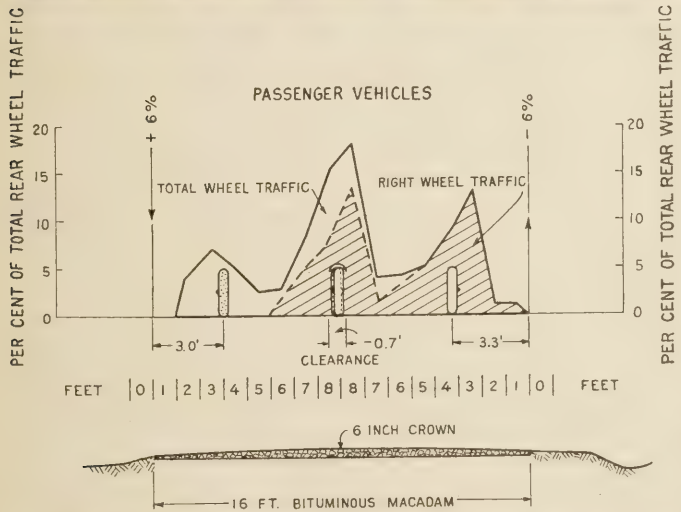 PER CENT OF TOTAL REAR WHEEL TRAFFIC
PASSENGER VEHICLES
+ 6%
- 6%
20
15
10
5
0
20
15
10
5
0
TOTAL WHEEL TRAFFIC
RIGHT WHEEL TRAFFIC
3.0'
-0.7'
3.3'
CLEARANCE
FEET |0|1|2|3|4|5|6|7|8|8|7|6|5|4|3|2|1|0| FEET
6 INCH CROWN
16 FT. BITUMINOUS MACADAM
PER CENT OF TOTAL REAR WHEEL TRAFFIC